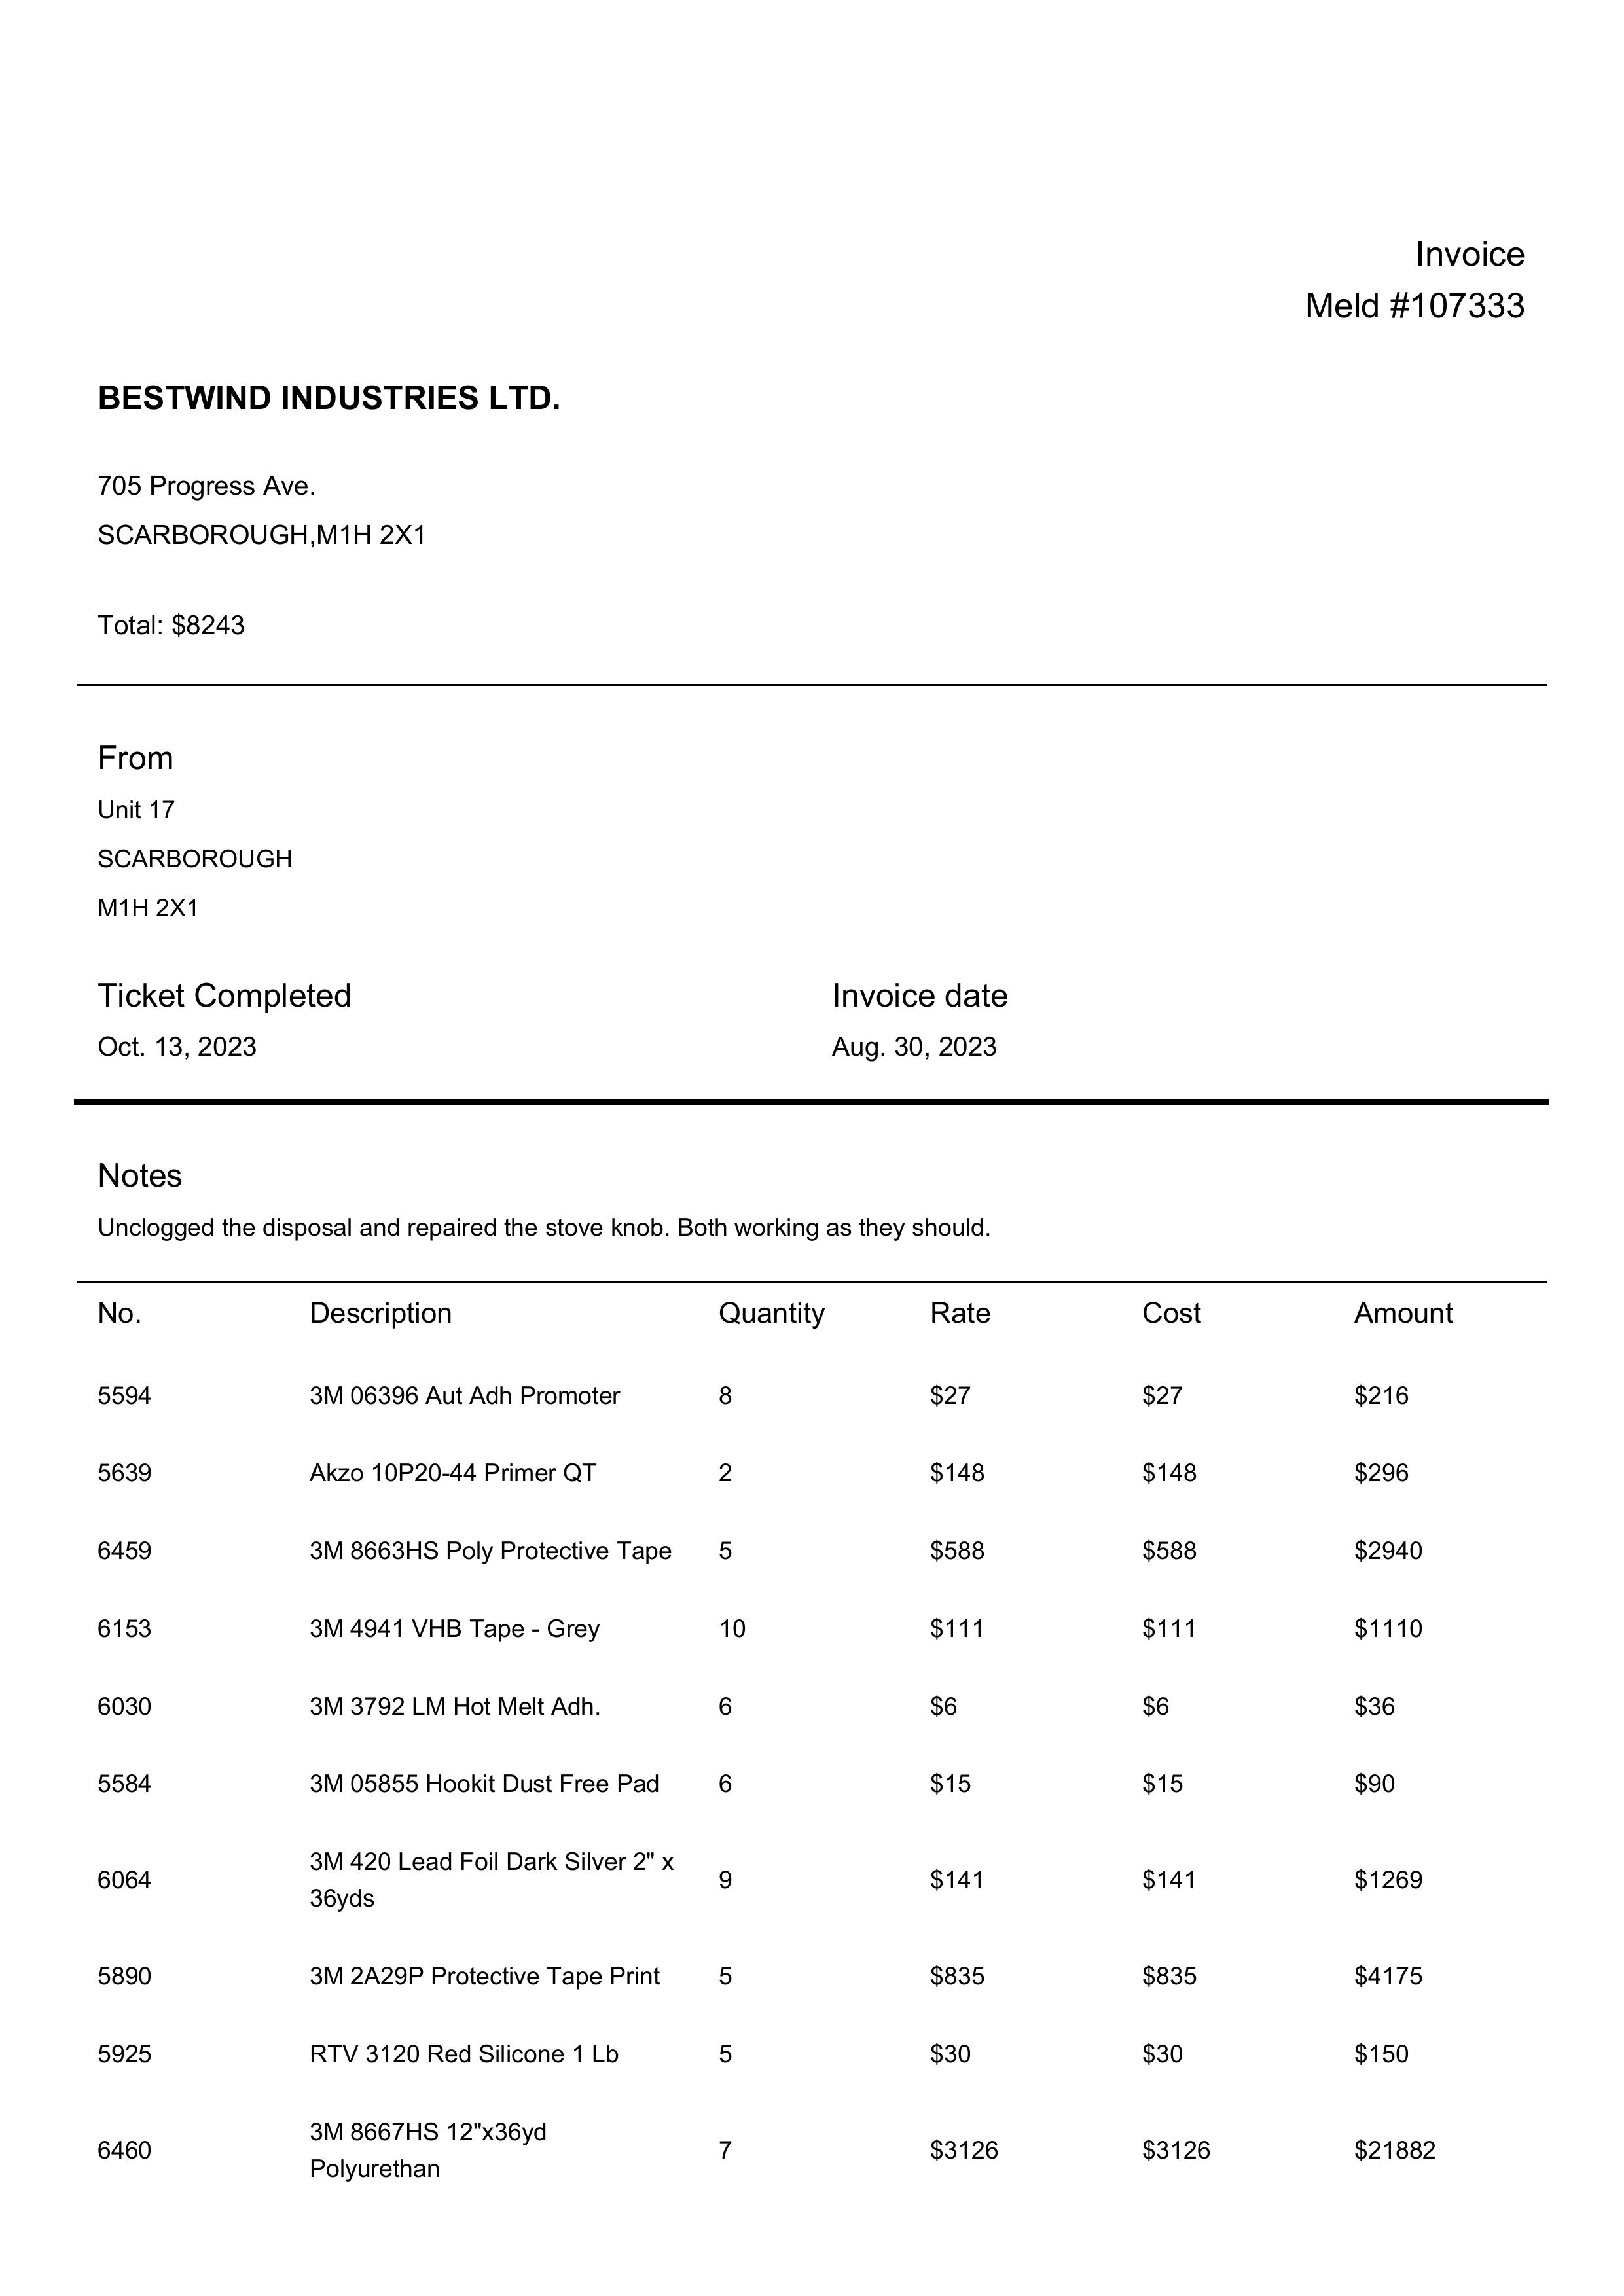 Invoice
Meld #107333
BESTWIND INDUSTRIES LTD.
705 Progress Ave.
SCARBOROUGH,M1H 2X1
Total: $8243
From
Unit 17
SCARBOROUGH
M1H 2X1
Ticket Completed Invoice date
Oct. 13, 2023 Aug. 30, 2023
Notes
Unclogged the disposal and repaired the stove knob. Both working as they should.
No. Description Quantity Rate Cost Amount
5594 3M 06396 Aut Adh Promoter 8 $27 $27 $216
5639 Akzo 10P20-44 Primer QT 2 $148 $148 $296
6459 3M 8663HS Poly Protective Tape 5 $588 $588 $2940
6153 3M 4941 VHB Tape - Grey 10 $111 $111 $1110
6030 3M 3792 LM Hot Melt Adh. 6 $6 $6 $36
5584 3M 05855 Hookit Dust Free Pad 6 $15 $15 $90
3M 420 Lead Foil Dark Silver 2" x
6064 36yds 9 $141 $141 $1269
5890 3M 2A29P Protective Tape Print 5 $835 $835 $4175
5925 RTV 3120 Red Silicone 1 Lb 5 $30 $30 $150
3M 8667HS 12"x36yd
6460 Polyurethan 7 $3126 $3126 $21882